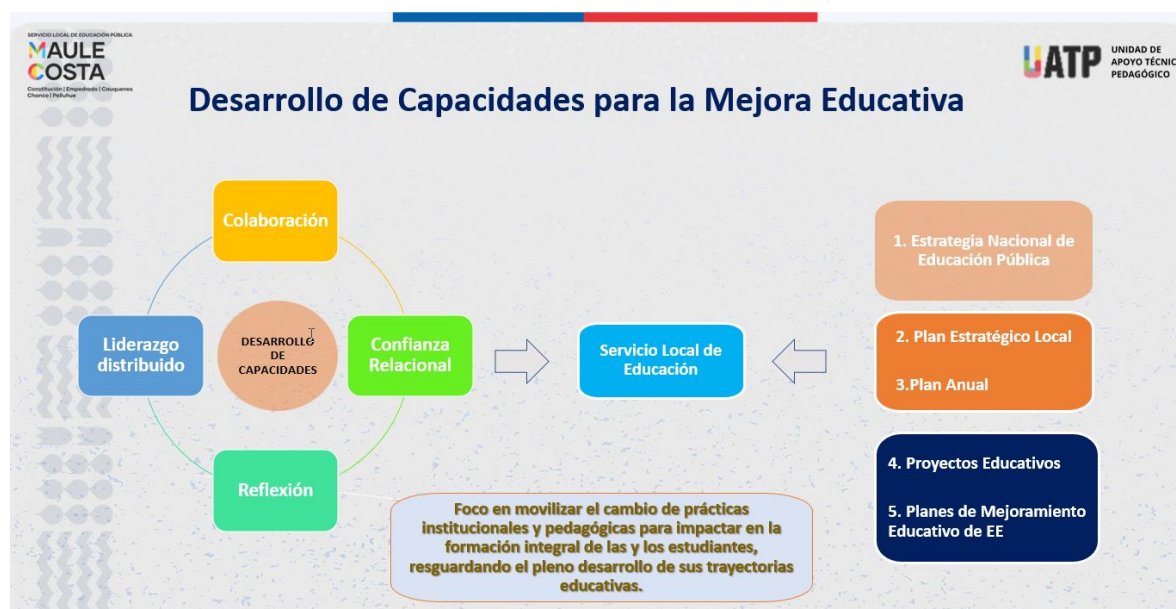 SERVICIO LOCAL DE EDUCACIÓN PÚBLICA
MAULE
COSTA
Constitución | Empedrado | Cauquenes
Chanco | Pelluhue
UATP
UNIDAD DE
APOYO TÉCNIC
PEDAGÓGICO
Desarrollo de Capacidades para la Mejora Educativa
Colaboración
Liderazgo
distribuido
DESARROLLO
DE
CAPACIDADES
Confianza
Relacional
Reflexión
Servicio Local de
Educación
1. Estrategia Nacional de
Educación Pública
2. Plan Estratégico Local
3.Plan Anual
4. Proyectos Educativos
5. Planes de Mejoramiento
Educativo de EE
Foco en movilizar el cambio de prácticas
institucionales y pedagógicas para impactar en la
formación integral de las y los estudiantes,
resguardando el pleno desarrollo de sus trayectorias
educativas.